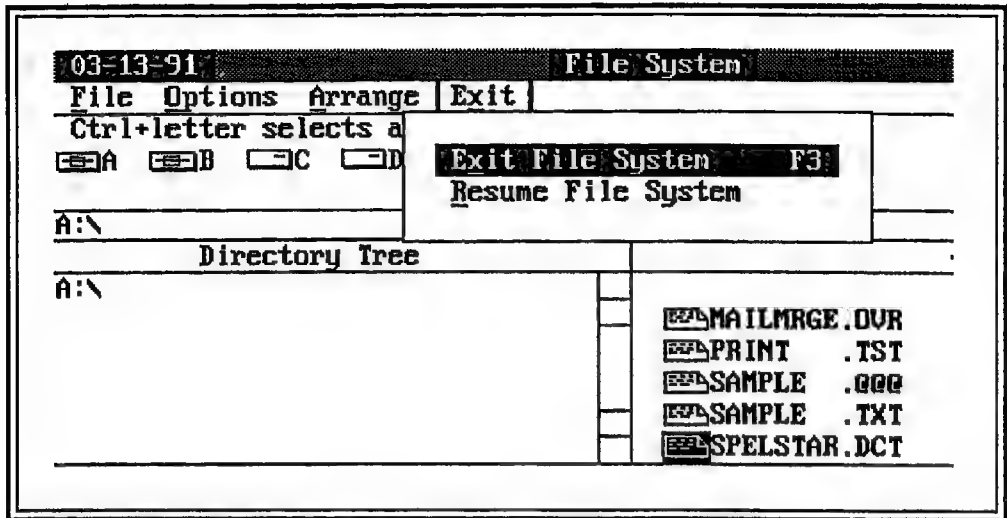 03-13-91 File System
File Options Arrange Exit
Ctrl+letter selects a
A B C D
Exit File System F3
Resume File System
A:\
Directory Tree
A:\
MAILMRGE.OVR
PRINT .TST
SAMPLE .@@@
SAMPLE .TXT
SPELSTAR.DCT